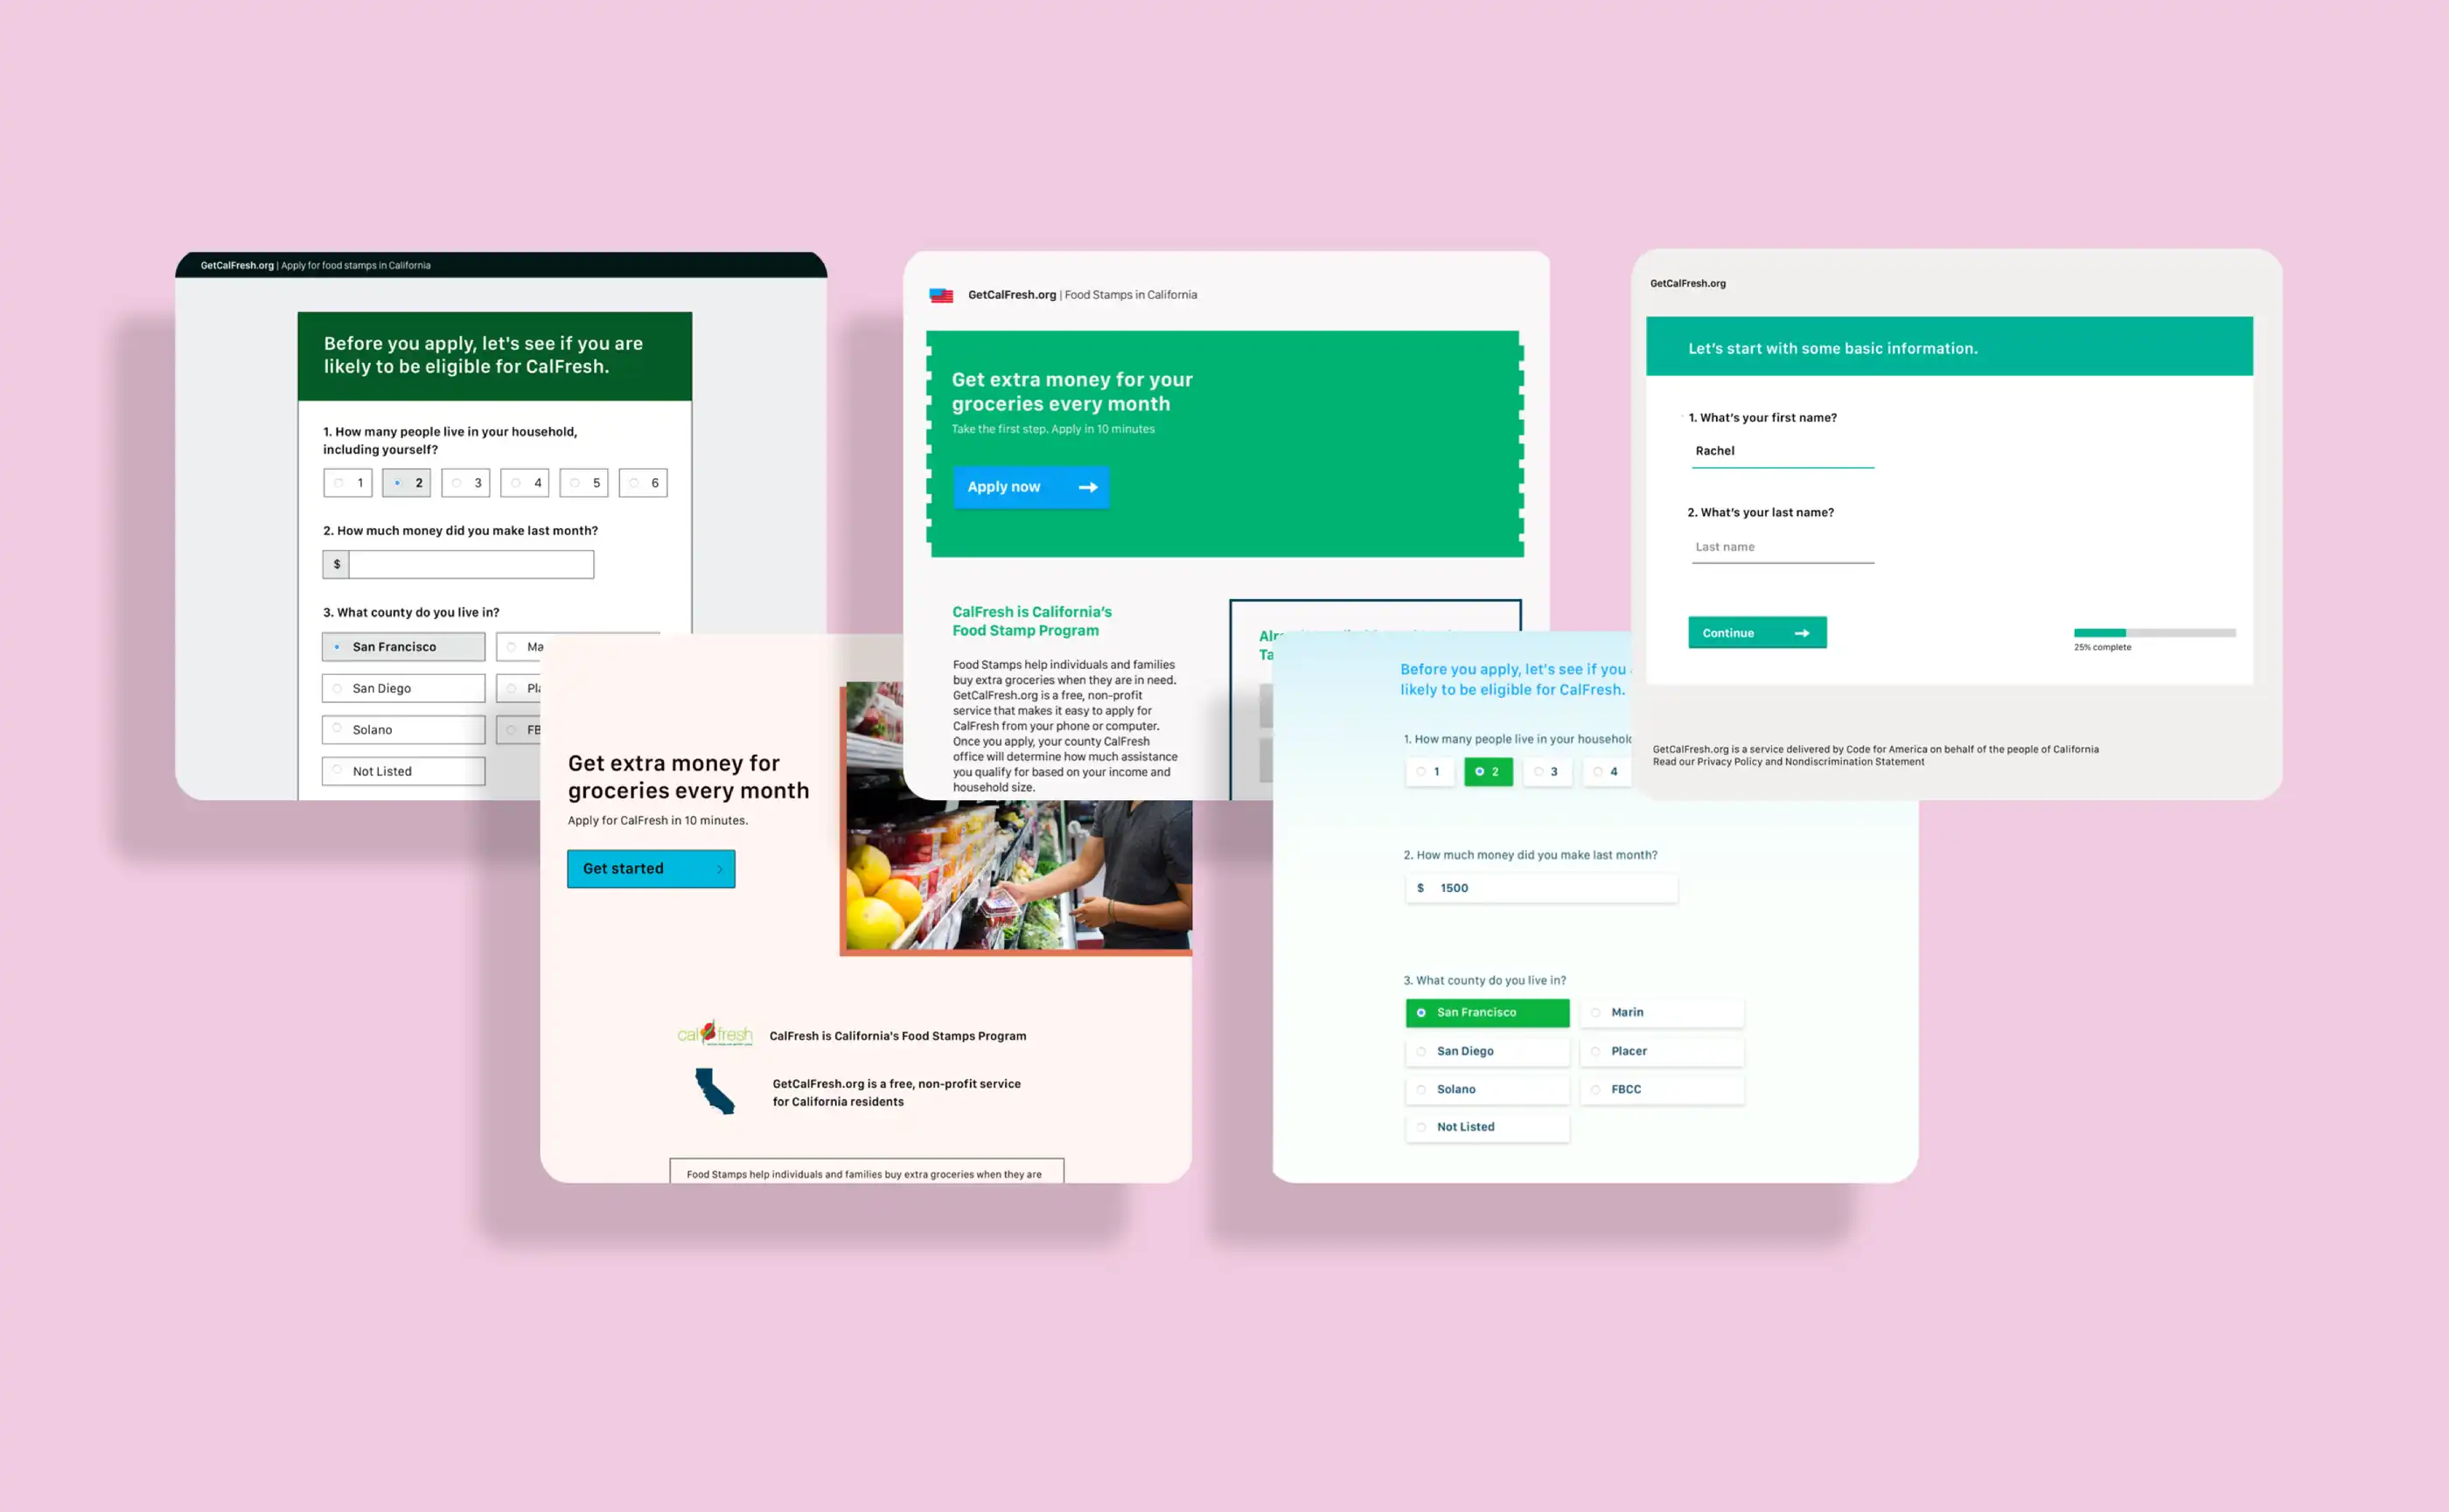 GetCalFresh.org | Apply for food stamps in California
Before you apply, let's see if you are
likely to be eligible for CalFresh.
1. How many people live in your household,
including yourself?
1 2 3 4 5 6
2. How much money did you make last month?
$
3. What county do you live in?
San Francisco Ma
San Diego Pla
Solano FB
Not Listed
Get extra money for
groceries every month
Apply for CalFresh in 10 minutes.
Get started
cal fresh
CalFresh is California's Food Stamps Program
GetCalFresh.org is a free, non-profit service
for California residents
Food Stamps help individuals and families buy extra groceries when they are
GetCalFresh.org | Food Stamps in California
Get extra money for your
groceries every month
Take the first step. Apply in 10 minutes
Apply now
CalFresh is California's
Food Stamp Program
Food Stamps help individuals and families
buy extra groceries when they are in need.
GetCalFresh.org is a free, non-profit
service that makes it easy to apply for
CalFresh from your phone or computer.
Once you apply, your county CalFresh
office will determine how much assistance
you qualify for based on your income and
household size.
Ta
Before you apply, let's see if you
likely to be eligible for CalFresh.
1. How many people live in your househol
1 2 3 4
2. How much money did you make last month?
$ 1500
3. What county do you live in?
San Francisco Marin
San Diego Placer
Solano FBCC
Not Listed
GetCalFresh.org
Let's start with some basic information.
1. What's your first name?
Rachel
2. What's your last name?
Last name
Continue
25% complete
GetCalFresh.org is a service delivered by Code for America on behalf of the people of California
Read our Privacy Policy and Nondiscrimination Statement